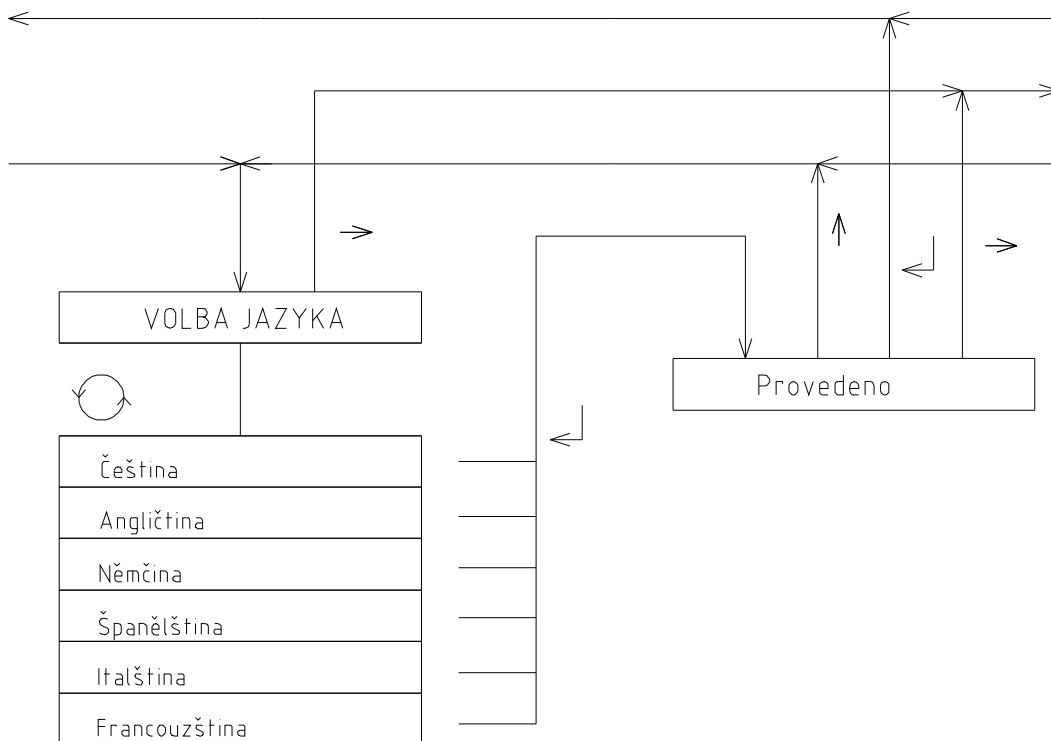 VOLBA JAZYKA
Provedeno
Čeština
Angličtina
Němčina
Španělština
Italština
Francouzština